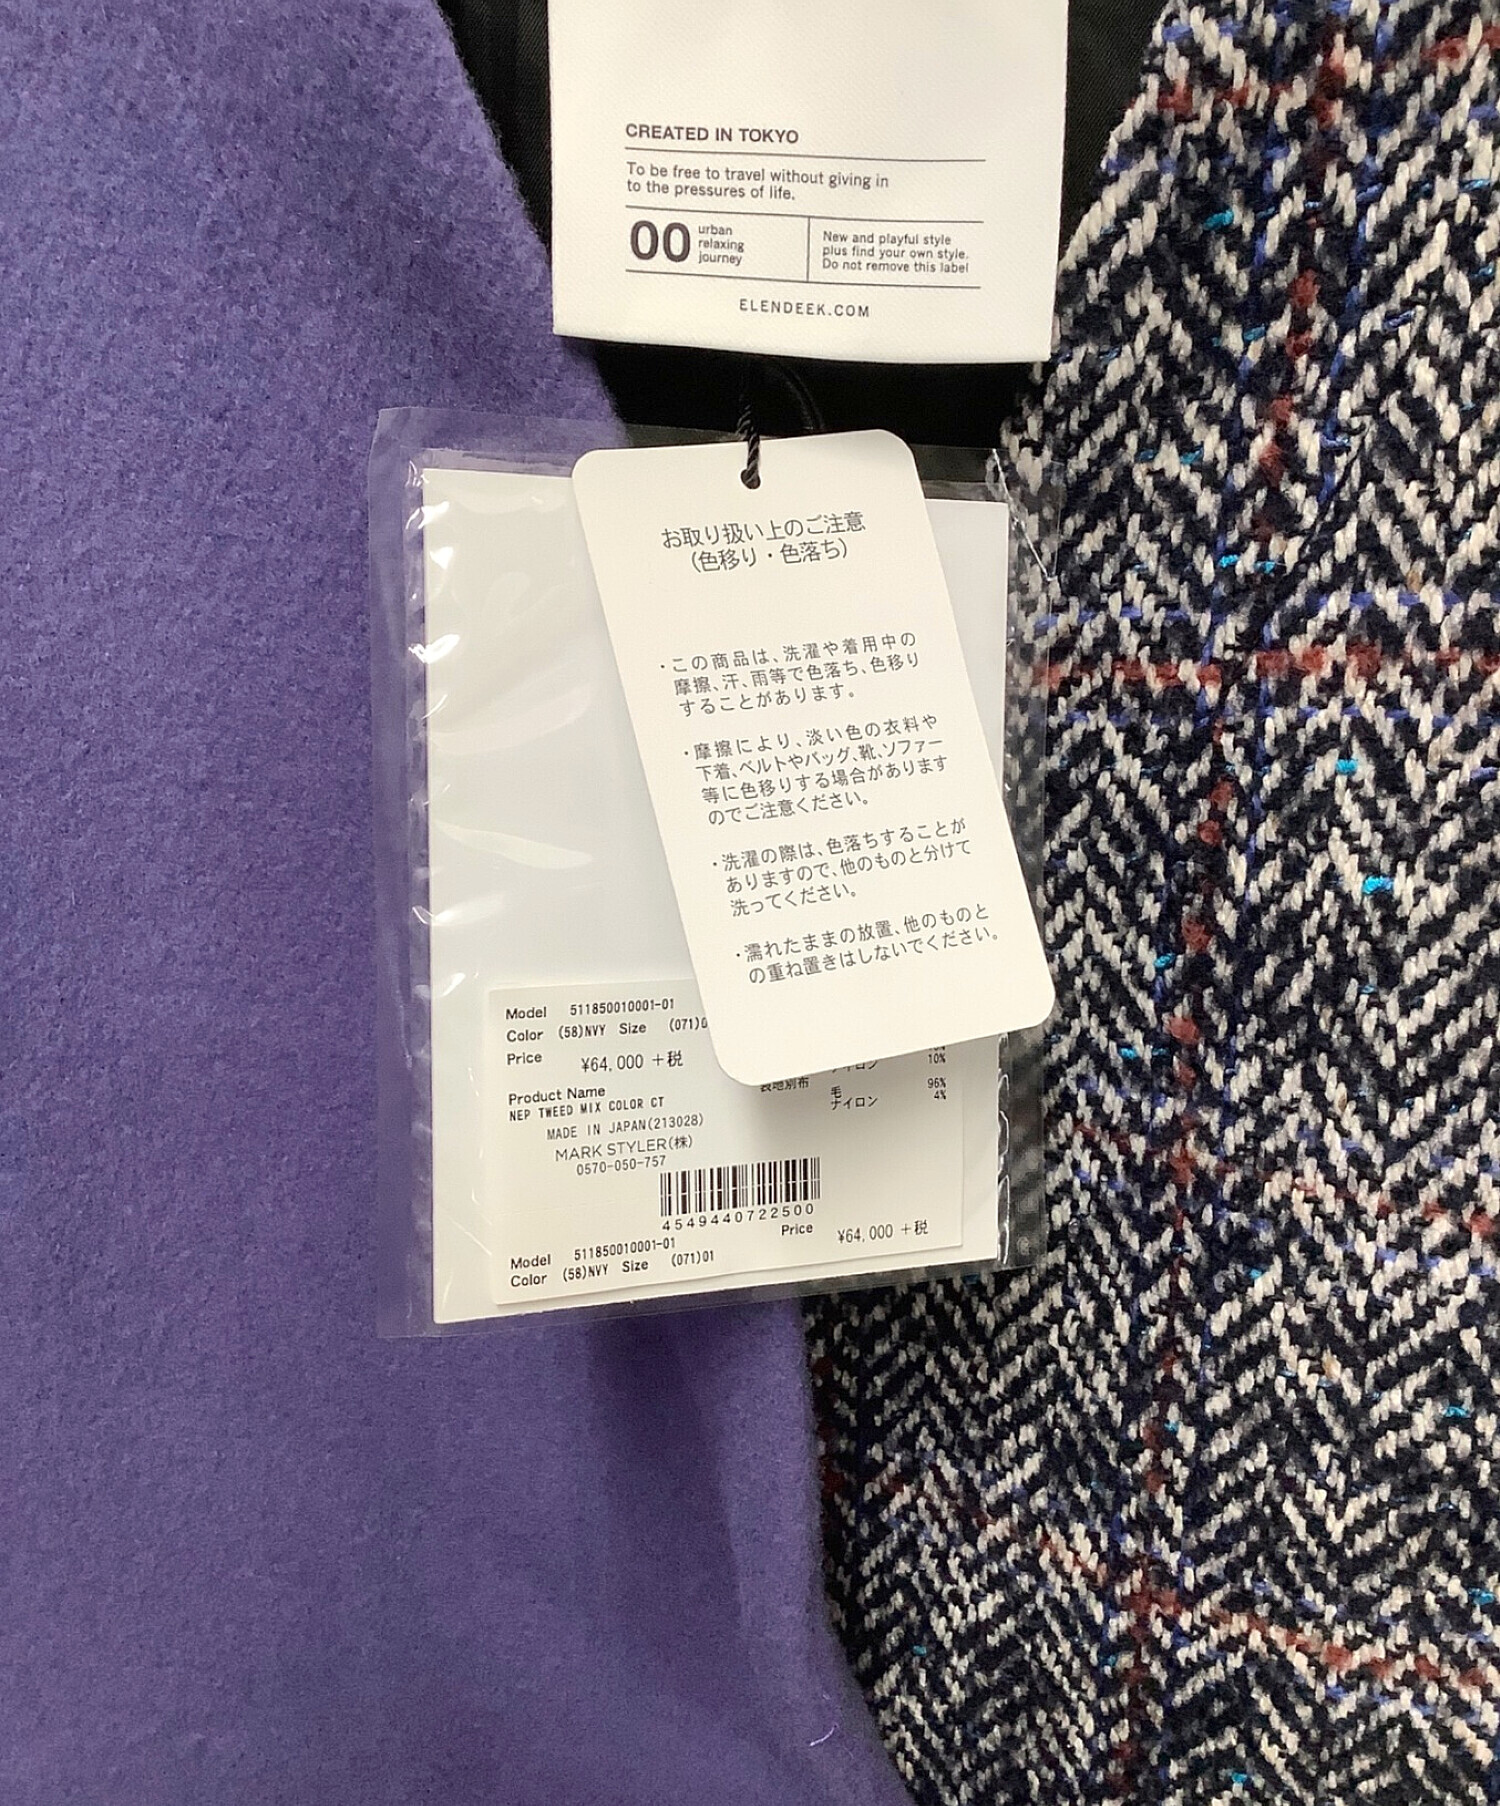 CREATED IN TOKYO
To be free to travel without giving in
to the pressures of life.
00
urban
relaxing
journey
New and playful style
plus find your own style.
Do not remove this label
ELENDEEK.COM
お取り扱い上のご注意
(色移り・色落ち)
・この商品は、洗濯や着用中の
摩擦、汗、雨等で色落ち、色移り
することがあります。
・摩擦により、淡い色の衣料や
下着、ベルトやバッグ、靴、ソファー
等に色移りする場合があります
のでご注意ください。
・洗濯の際は、色落ちすることが
ありますので、他のものと分けて
洗ってください。
・濡れたままの放置、他のものと
の重ね置きはしないでください。
Model 511850010001-01
Color (58)NVY Size (071)0
Price ¥64,000 +税
Product Name
NEP TWEED MIX COLOR CT
MADE IN JAPAN(213028)
MARK STYLER(株)
0570-050-757
ナイロン 10%
表地別布 毛 96%
ナイロン 4%
4549440722500
Price ¥64,000 +税
Model 511850010001-01
Color (58)NVY Size (071)01